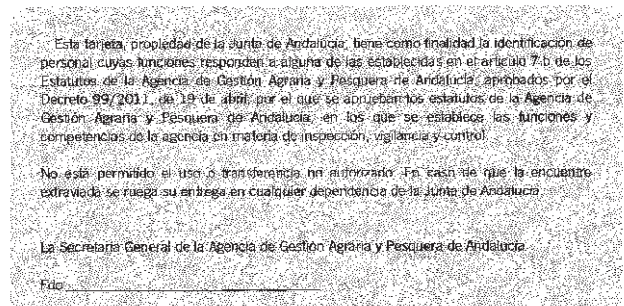 Esta tarjeta, propiedad de la Junta de Andalucía, tiene como finalidad la identificación de
personal cuyas funciones responden a alguna de las establecidas en el artículo 7.b de los
Estatutos de la Agencia de Gestión Agraria y Pesquera de Andalucía, aprobados por el
Decreto 99/2011, de 19 de abril, por el que se aprueban los estatutos de la Agencia de
Gestión Agraria y Pesquera de Andalucía, en los que se establece las funciones y
competencias de la agencia en materia de inspección, vigilancia y control.
No está permitido el uso o transferencia no autorizado. En caso de que la encuentre
extraviada se ruega su entrega en cualquier dependencia de la Junta de Andalucía.
La Secretaria General de la Agencia de Gestión Agraria y Pesquera de Andalucía
Fdo